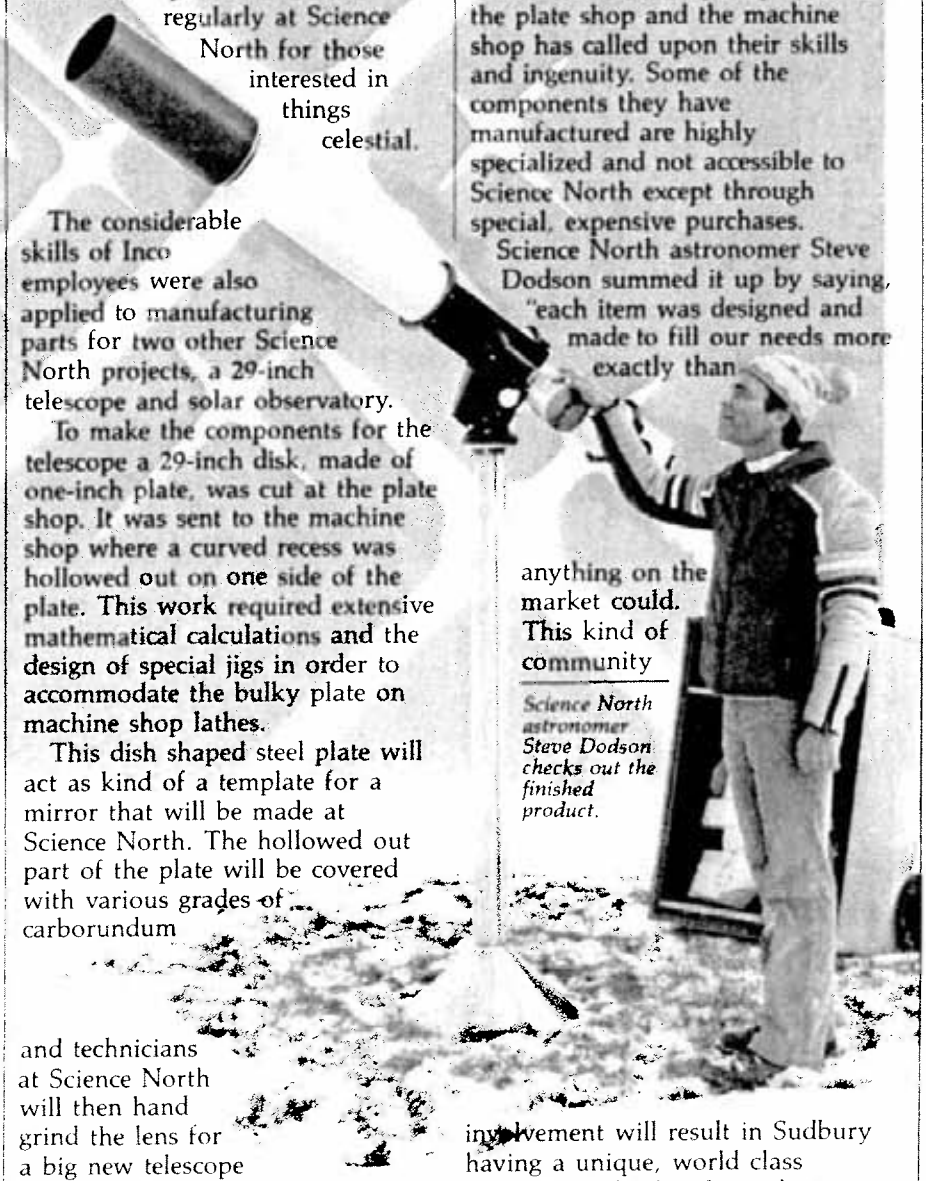 regularly at Science
North for those
interested in
things
celestial.
The considerable
skills of Inco
employees were also
applied to manufacturing
parts for two other Science
North projects, a 29-inch
telescope and solar observatory.
To make the components for the
telescope a 29-inch disk, made of
one-inch plate, was cut at the plate
shop. It was sent to the machine
shop where a curved recess was
hollowed out on one side of the
plate. This work required extensive
mathematical calculations and the
design of special jigs in order to
accommodate the bulky plate on
machine shop lathes.
This dish shaped steel plate will
act as kind of a template for a
mirror that will be made at
Science North. The hollowed out
part of the plate will be covered
with various grades of
carborundum
and technicians
at Science North
will then hand
grind the lens for
a big new telescope
the plate shop and the machine
shop has called upon their skills
and ingenuity. Some of the
components they have
manufactured are highly
specialized and not accessible to
Science North except through
special, expensive purchases.
Science North astronomer Steve
Dodson summed it up by saying,
"each item was designed and
made to fill our needs more
exactly than
anything on the
market could.
This kind of
community
Science North
astronomer
Steve Dodson
checks out the
finished
product.
involvement will result in Sudbury
having a unique, world class